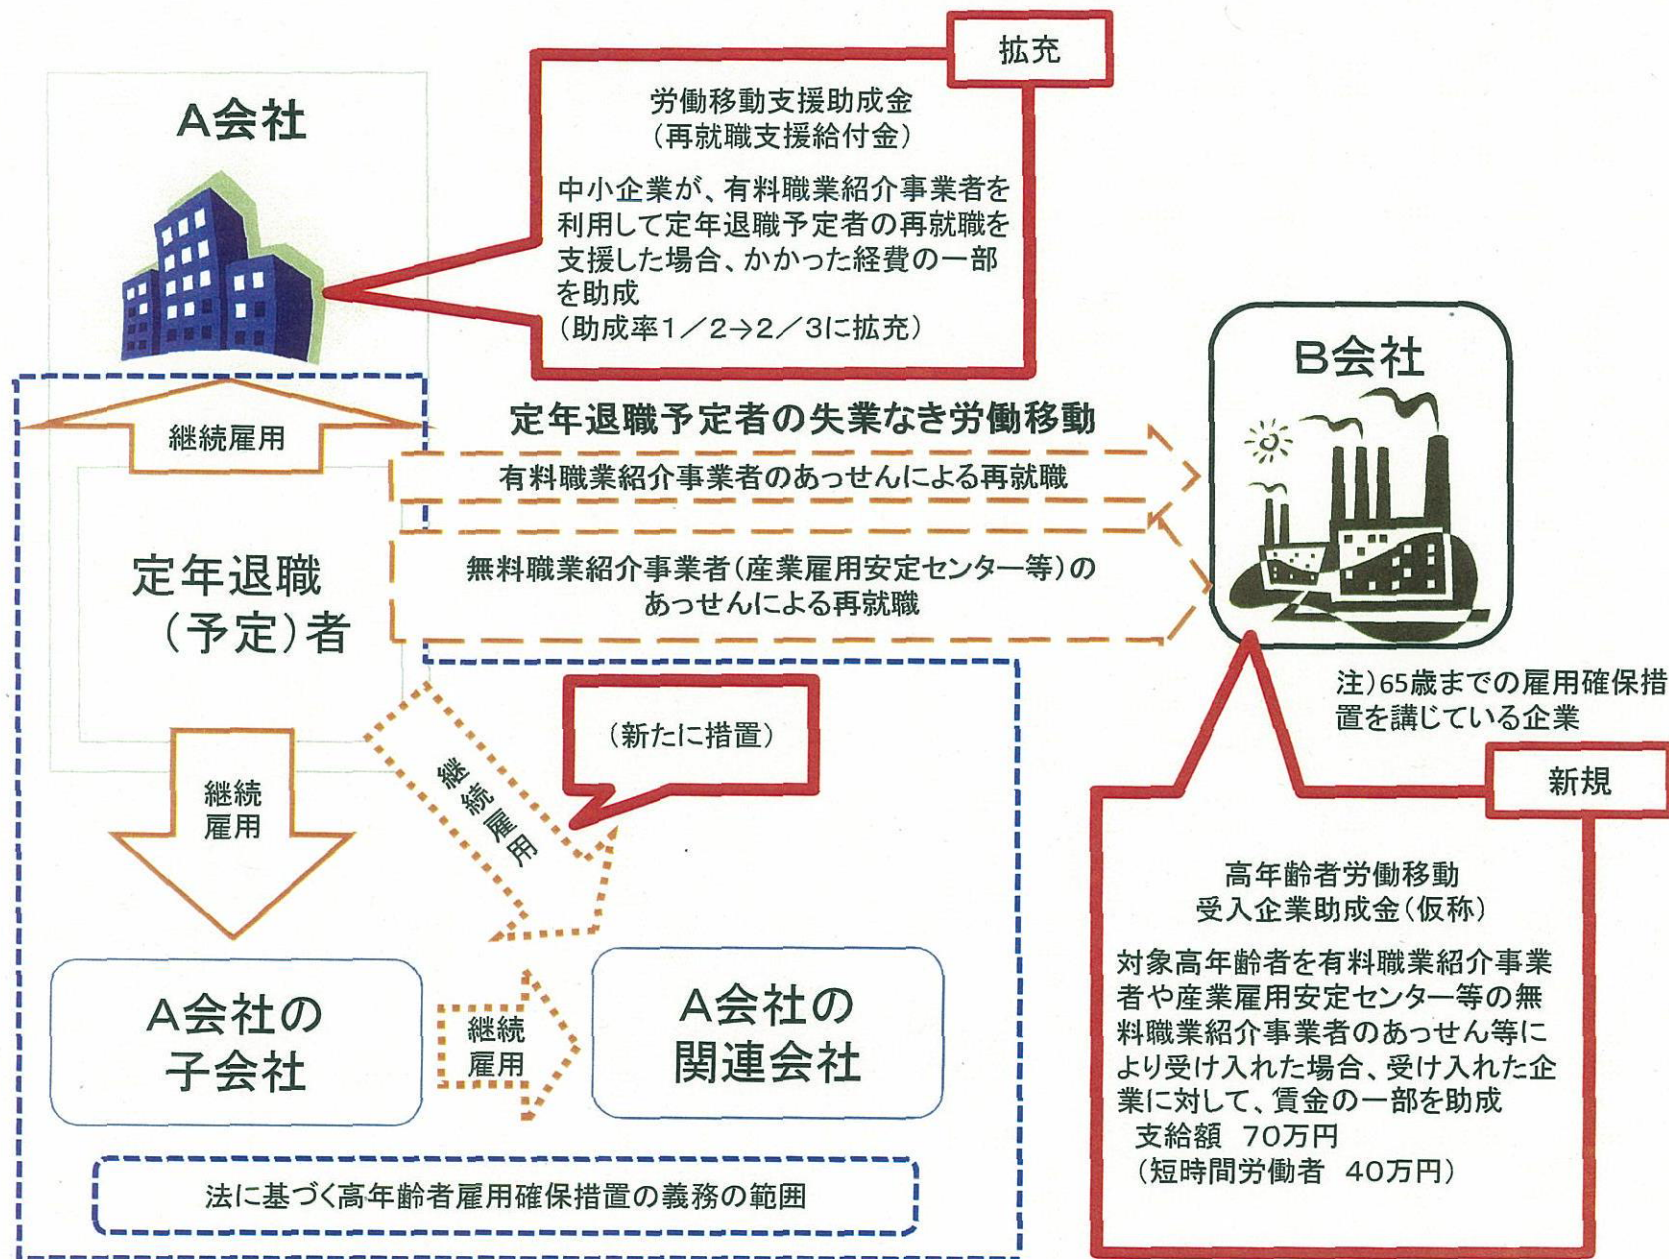 拡充
A会社
労働移動支援助成金
（再就職支援給付金）
中小企業が、有料職業紹介事業者を
利用して定年退職予定者の再就職を
支援した場合、かかった経費の一部
を助成
（助成率1／2→2／3に拡充）
B会社
定年退職予定者の失業なき労働移動
継続雇用
有料職業紹介事業者のあっせんによる再就職
定年退職
（予定）者
無料職業紹介事業者（産業雇用安定センター等）の
あっせんによる再就職
注）65歳までの雇用確保措
置を講じている企業
（新たに措置）
継続
雇用
継続雇用
新規
高年齢者労働移動
受入企業助成金（仮称）
対象高年齢者を有料職業紹介事業
者や産業雇用安定センター等の無
料職業紹介事業者のあっせん等に
より受け入れた場合、受け入れた企
業に対して、賃金の一部を助成
支給額　70万円
（短時間労働者　40万円）
A会社の
子会社
継続
雇用
A会社の
関連会社
法に基づく高年齢者雇用確保措置の義務の範囲